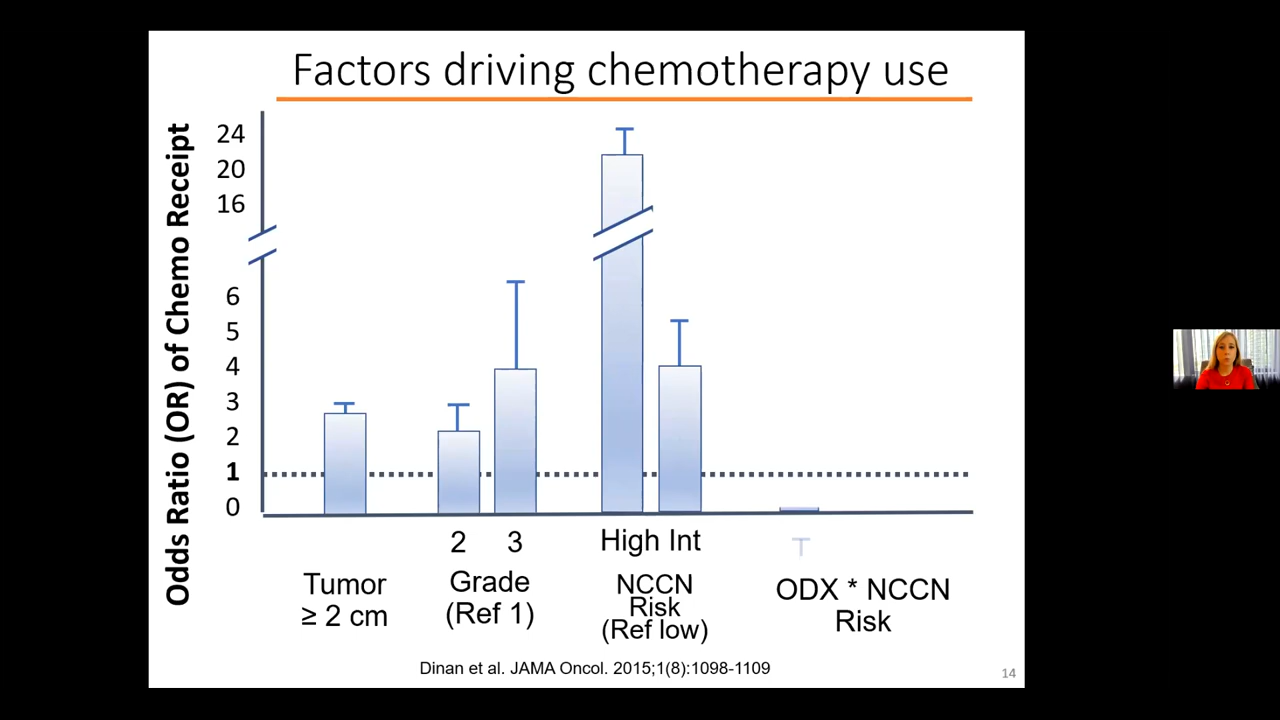 Factors driving chemotherapy use
Odds Ratio (OR) of Chemo Receipt
24
20
16
6
5
4
3
2
1
0
2 3
High Int
Tumor
≥ 2 cm
Grade
(Ref 1)
NCCN
Risk
(Ref low)
ODX * NCCN
Risk
Dinan et al. JAMA Oncol. 2015;1(8):1098-1109
14